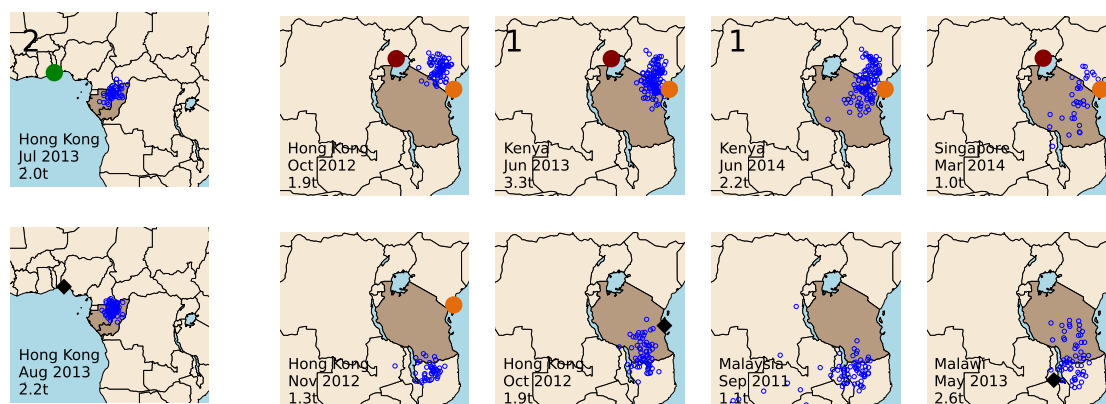 2
Hong Kong
Jul 2013
2.0t
Hong Kong
Oct 2012
1.9t
1
Kenya
Jun 2013
3.3t
1
Kenya
Jun 2014
2.2t
Singapore
Mar 2014
1.0t
Hong Kong
Aug 2013
2.2t
Hong Kong
Nov 2012
1.3t
Hong Kong
Oct 2012
1.9t
Malaysia
Sep 2011
1.1t
Malawi
May 2013
2.6t